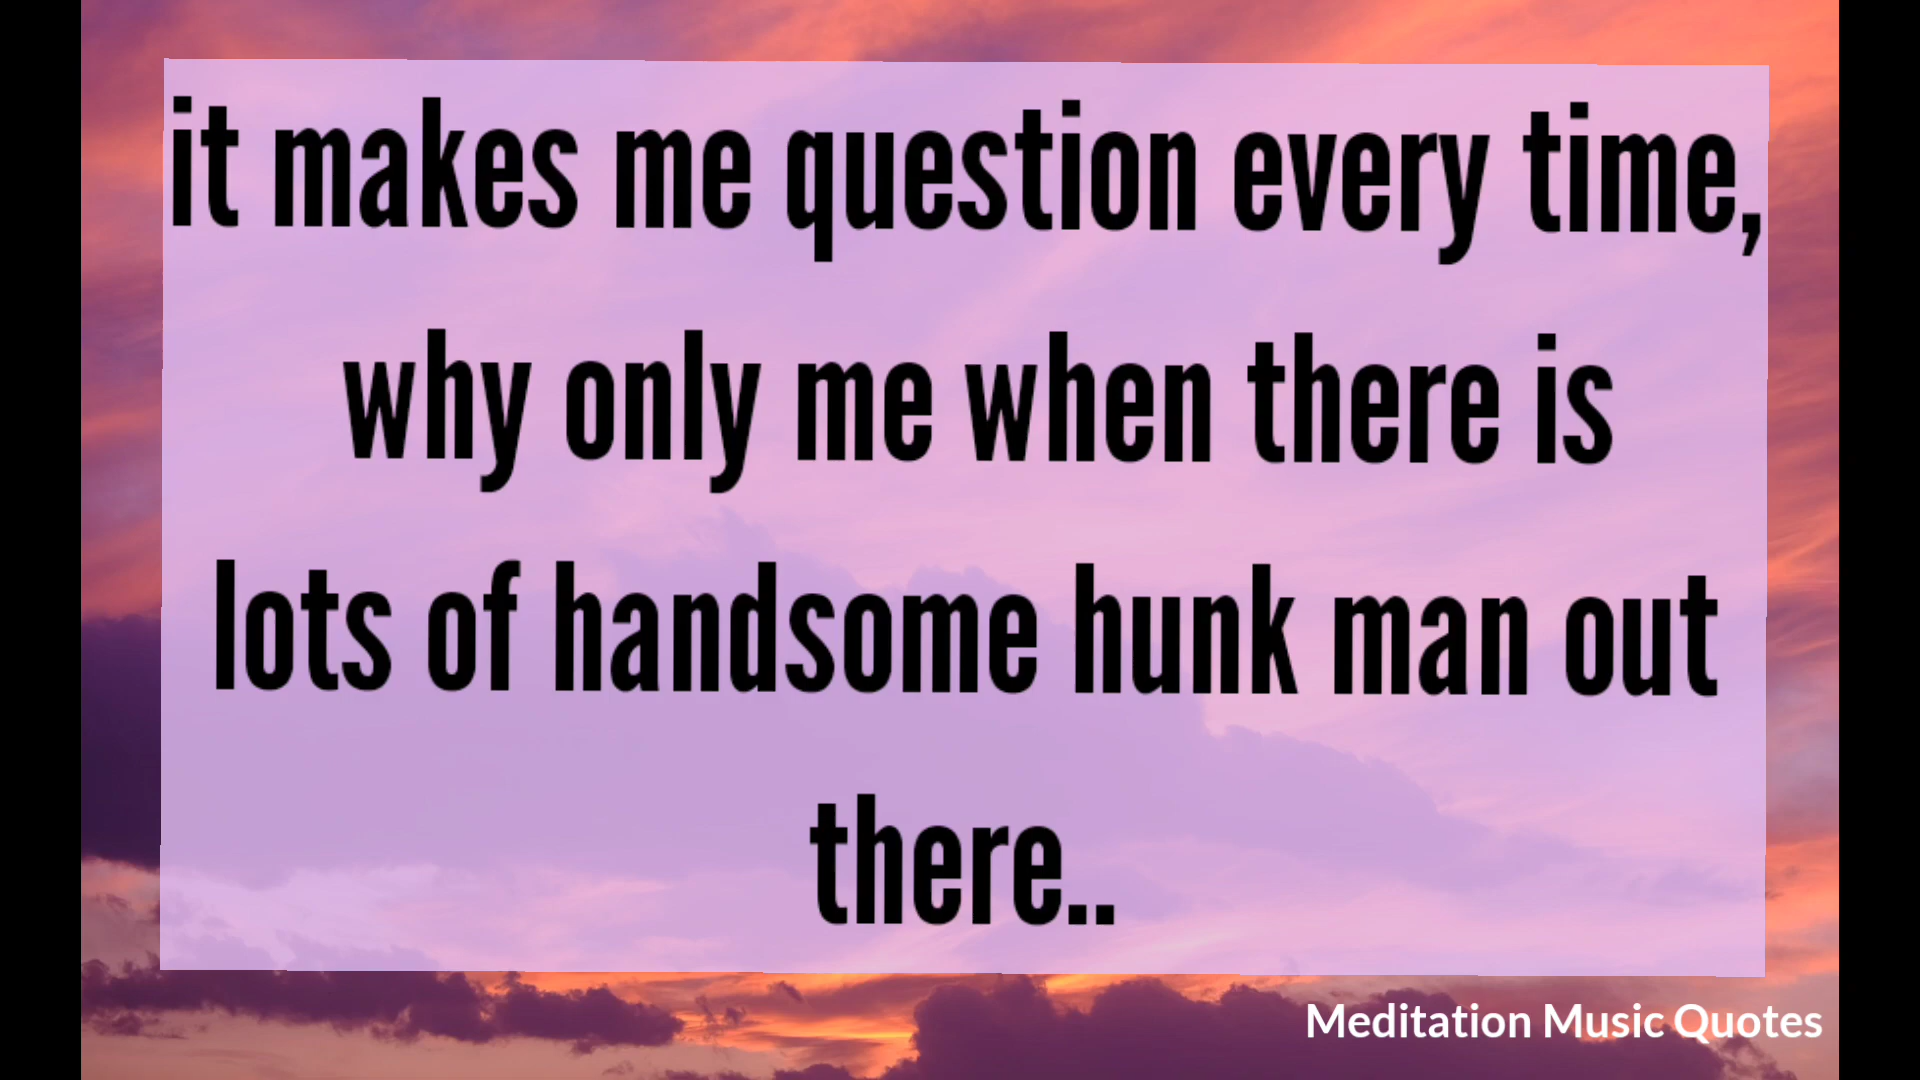 it makes me question every time,
why only me when there is
lots of handsome hunk man out
there..
Meditation Music Quotes